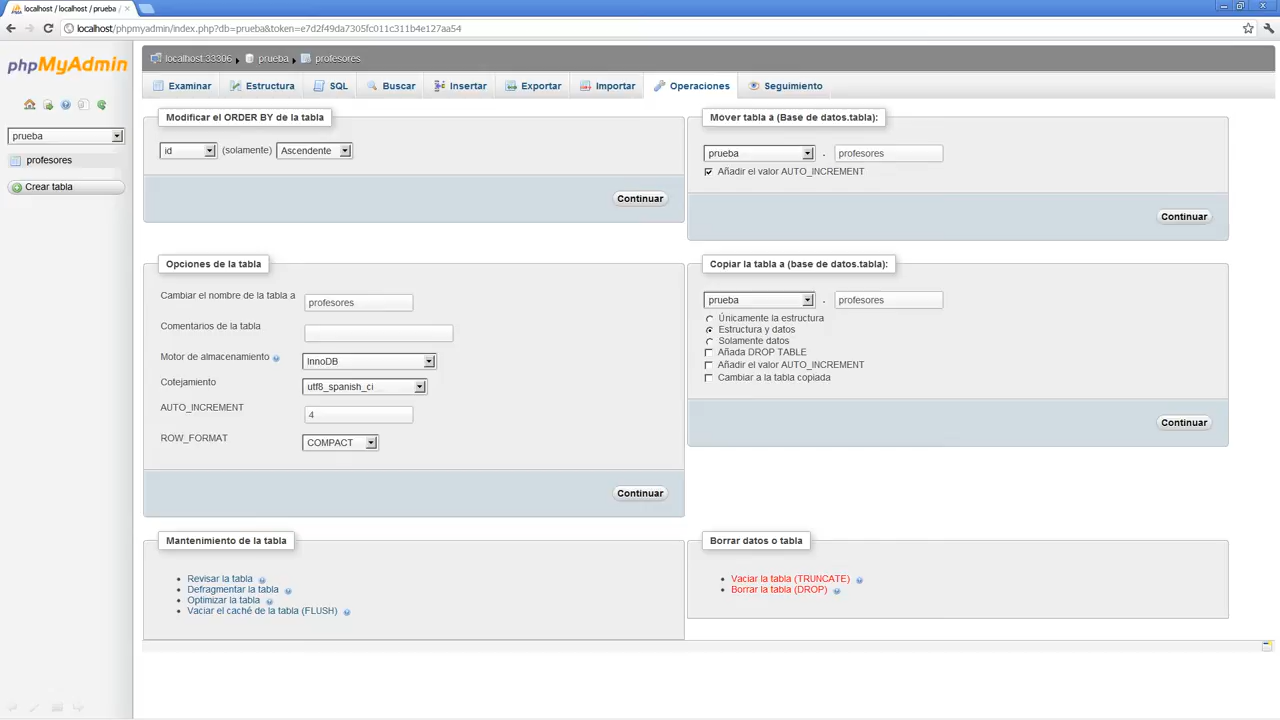 localhost / localhost / prueba
localhost/phpmyadmin/index.php?db=prueba&token=e7d2f49da7305fc011c311b4e127aa54
phpMyAdmin
prueba
profesores
Crear tabla
localhost:33306 prueba profesores
Examinar Estructura SQL Buscar Insertar Exportar Importar Operaciones Seguimiento
Modificar el ORDER BY de la tabla
id (solamente) Ascendente
Continuar
Mover tabla a (Base de datos.tabla):
prueba . profesores
Añadir el valor AUTO_INCREMENT
Continuar
Opciones de la tabla
Cambiar el nombre de la tabla a profesores
Comentarios de la tabla
Motor de almacenamiento InnoDB
Cotejamiento utf8_spanish_ci
AUTO_INCREMENT 4
ROW_FORMAT COMPACT
Continuar
Copiar la tabla a (base de datos.tabla):
prueba . profesores
Únicamente la estructura
Estructura y datos
Solamente datos
Añada DROP TABLE
Añadir el valor AUTO_INCREMENT
Cambiar a la tabla copiada
Continuar
Mantenimiento de la tabla
Revisar la tabla
Defragmentar la tabla
Optimizar la tabla
Vaciar el caché de la tabla (FLUSH)
Borrar datos o tabla
Vaciar la tabla (TRUNCATE)
Borrar la tabla (DROP)